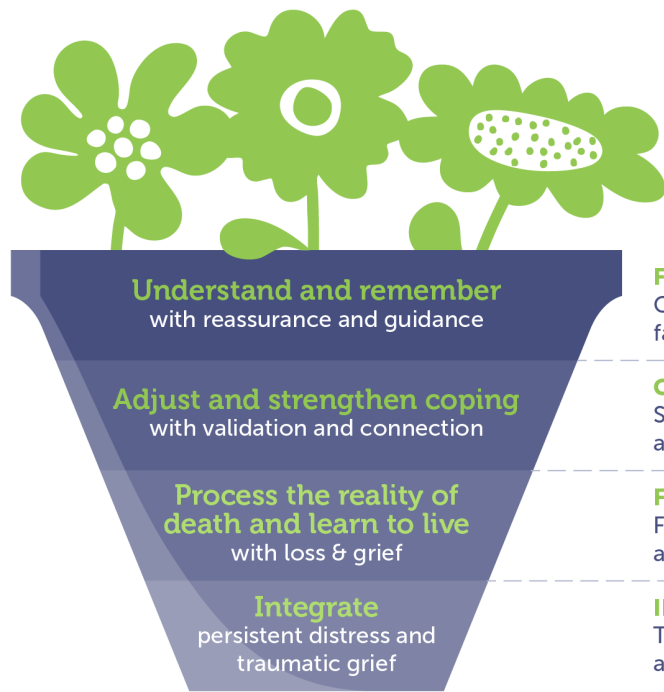 Understand and remember
with reassurance and guidance
Adjust and strengthen coping
with validation and connection
Process the reality of
death and learn to live
with loss & grief
Integrate
persistent distress and
traumatic grief